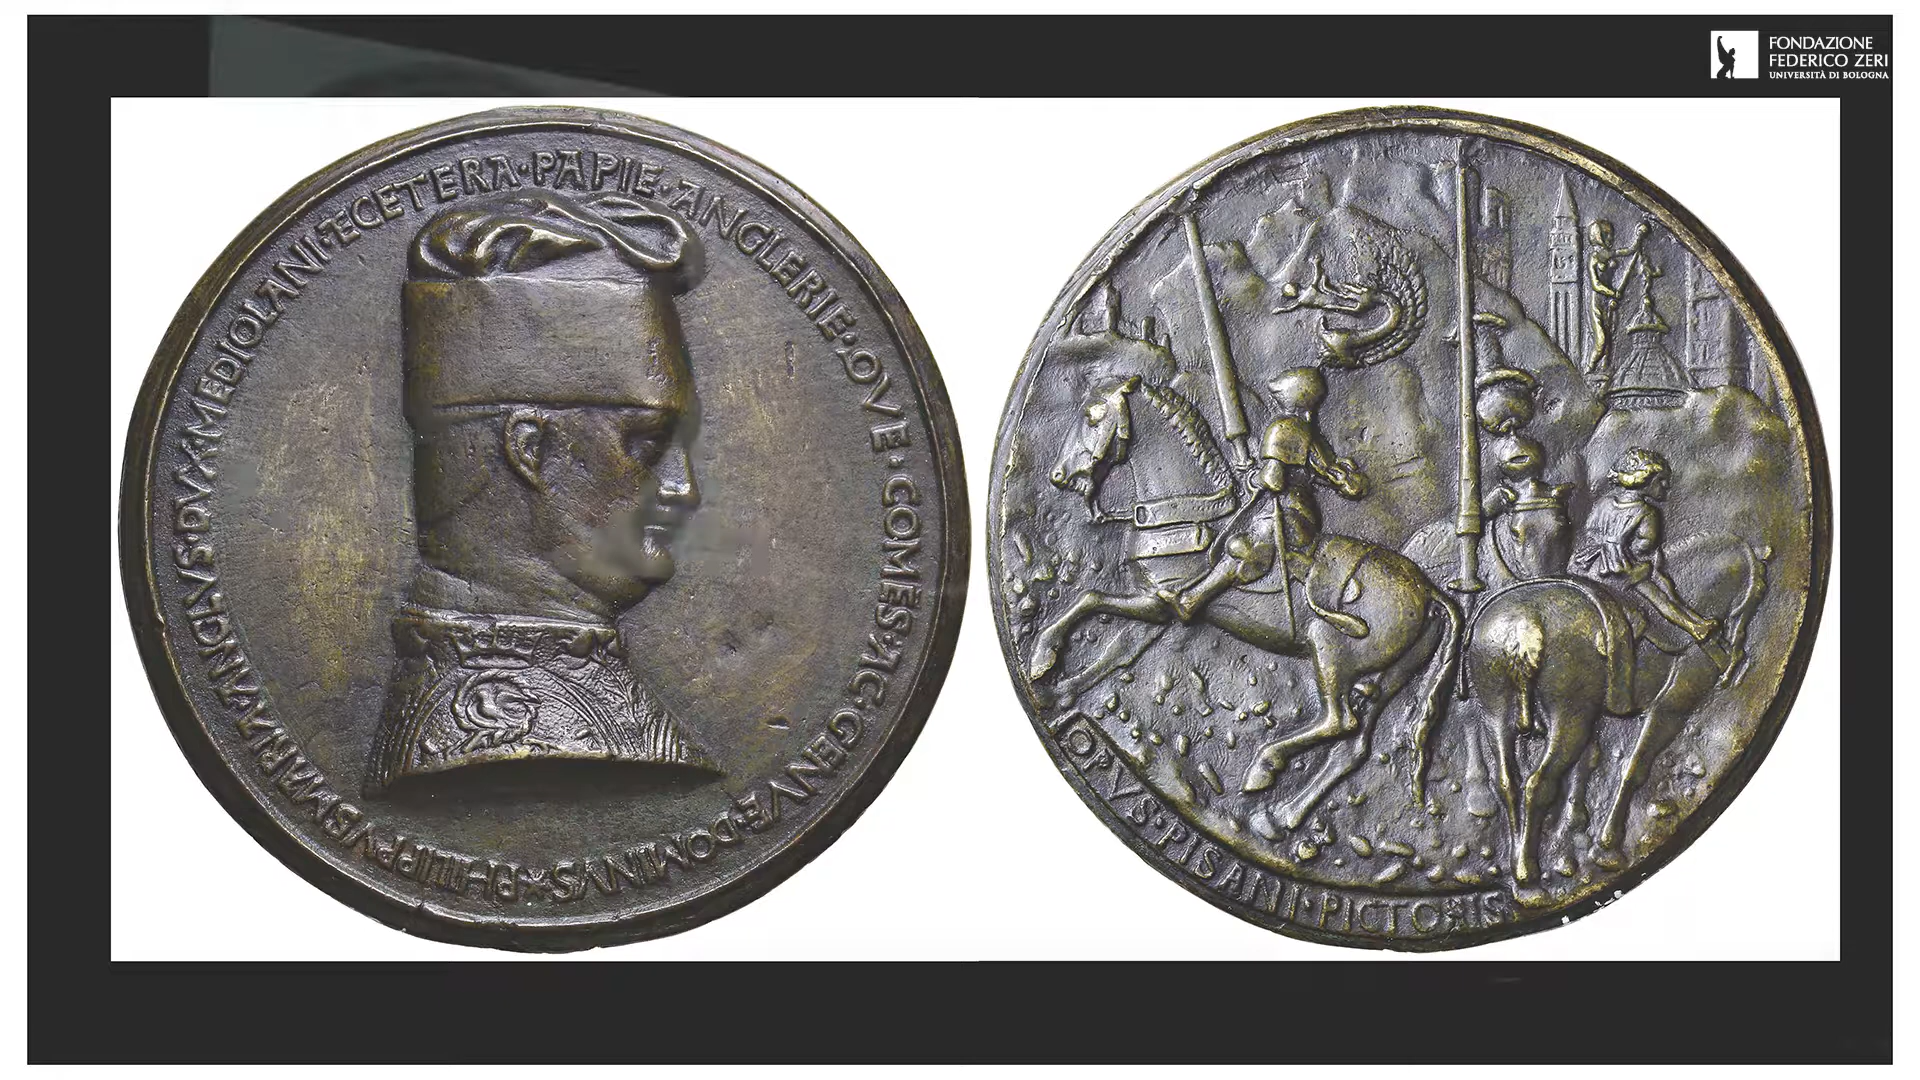 FONDAZIONE
FEDERICO ZERI
UNIVERSITÀ DI BOLOGNA
PHILIPPVS·MARIA·ANGLVS·DVX·MEDIOLANI·ECETERA·PAPIE·ANGLERIE·QVE·COMES·AC·GENVE·DOMINVS
OPVS·PISANI·PICTORIS